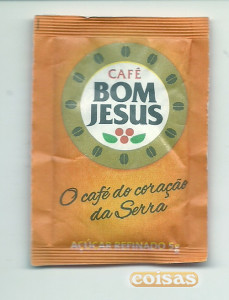 CAFÉ
BOM
JESUS
O café do coração
da Serra
AÇÚCAR REFINADO 5g
coisas